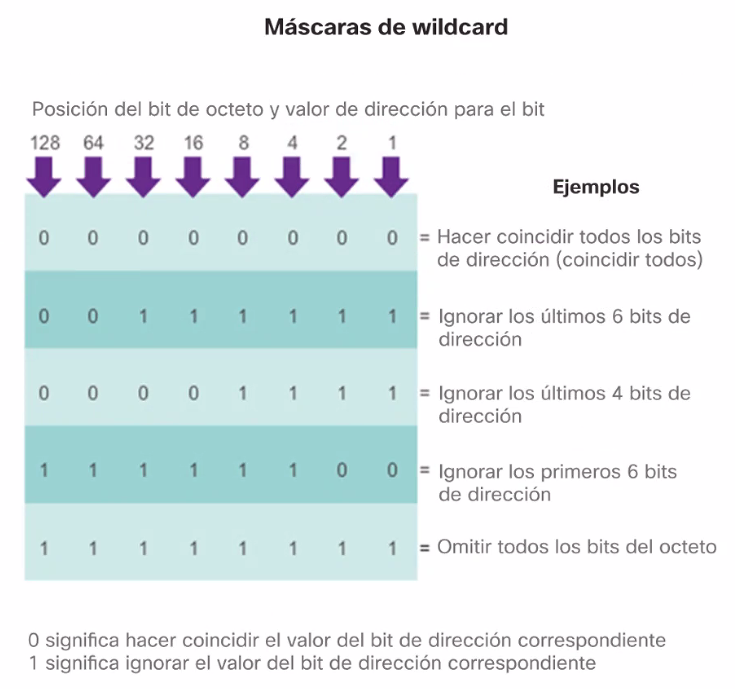 Máscaras de wildcard
Posición del bit de octeto y valor de dirección para el bit
128 64 32 16 8 4 2 1
Ejemplos
0 0 0 0 0 0 0 0 = Hacer coincidir todos los bits
de dirección (coincidir todos)
0 0 1 1 1 1 1 1 = Ignorar los últimos 6 bits de
dirección
0 0 0 0 1 1 1 1 = Ignorar los últimos 4 bits de
dirección
1 1 1 1 1 1 0 0 = Ignorar los primeros 6 bits
de dirección
1 1 1 1 1 1 1 1 = Omitir todos los bits del octeto
0 significa hacer coincidir el valor del bit de dirección correspondiente
1 significa ignorar el valor del bit de dirección correspondiente